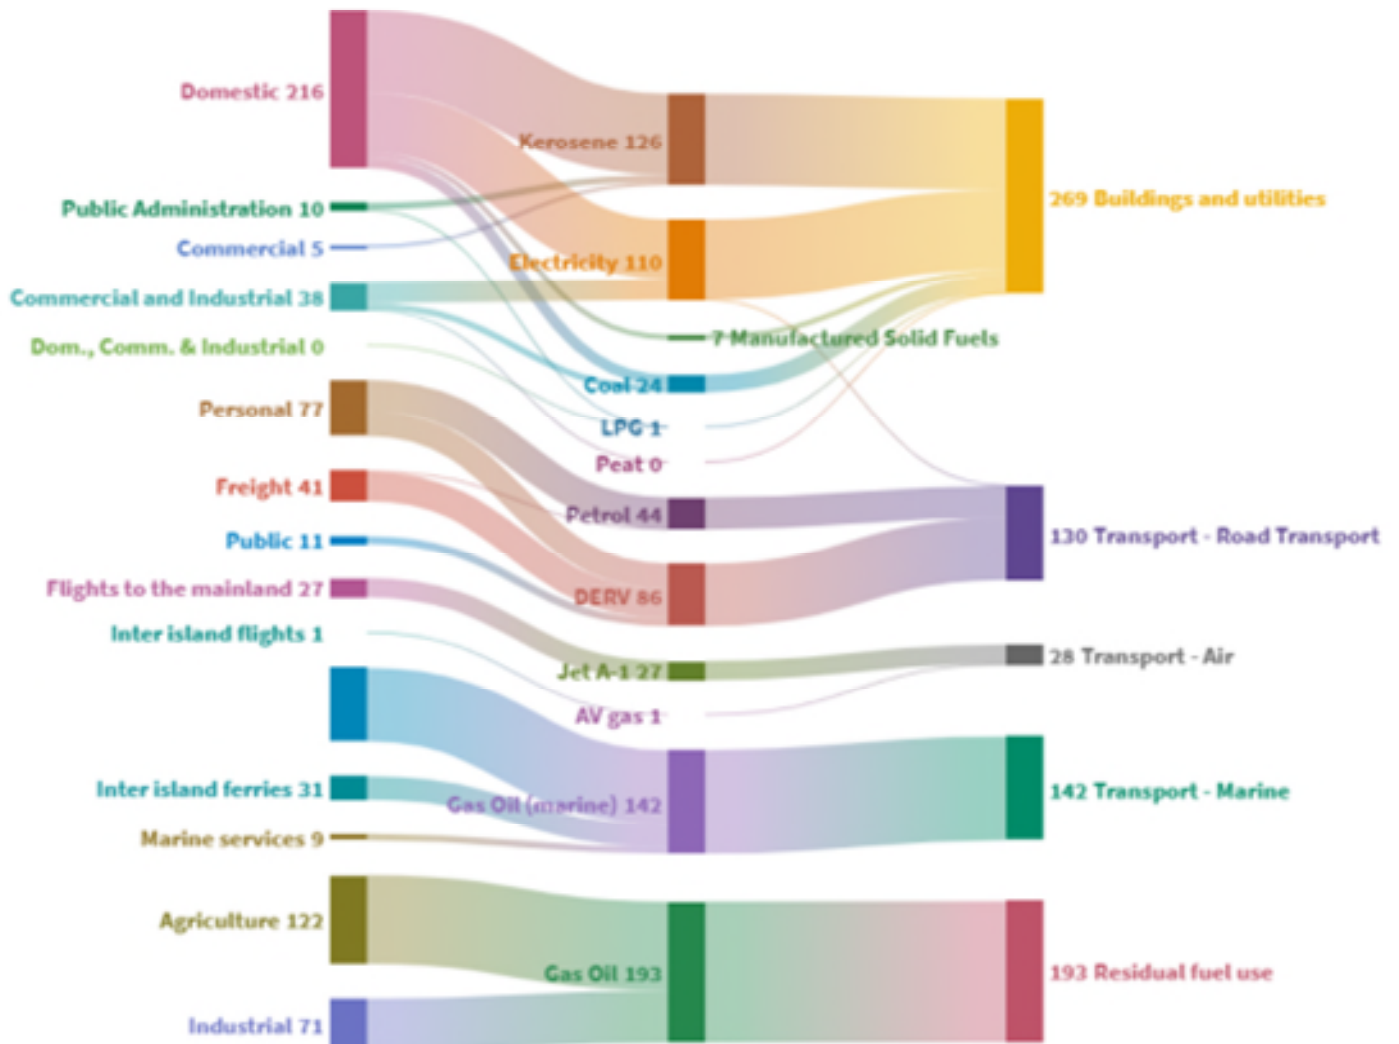 Domestic 216
Kerosene 126
Public Administration 10
269 Buildings and utilities
Commercial 5
Electricity 110
Commercial and Industrial 38
7 Manufactured Solid Fuels
Dom., Comm. & Industrial 0
Coal 24
Personal 77
LPG 1
Peat 0
Freight 41
Petrol 44
Public 11
130 Transport - Road Transport
Flights to the mainland 27
DERV 86
Inter island flights 1
28 Transport - Air
Jet A-1 27
AV gas 1
Inter island ferries 31
142 Transport - Marine
Gas Oil (marine) 142
Marine services 9
Agriculture 122
Gas Oil 193
193 Residual fuel use
Industrial 71